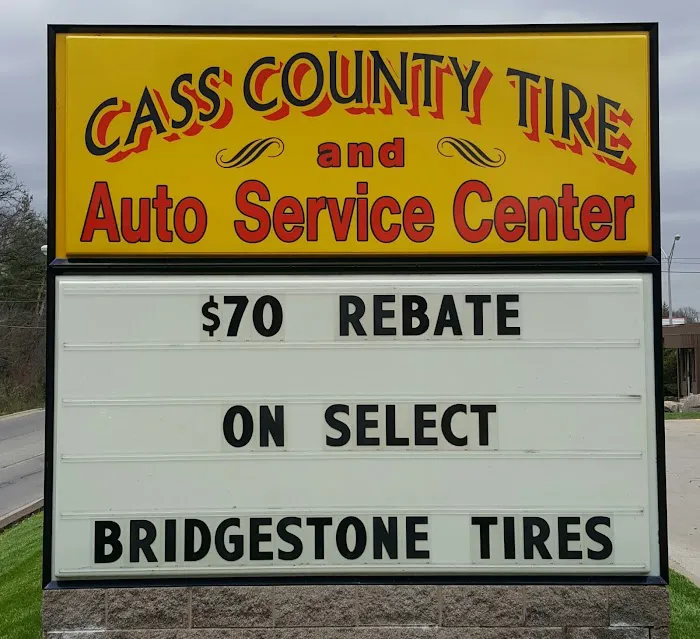 CASS COUNTY TIRE
and
Auto Service Center
$70 REBATE
ON SELECT
BRIDGESTONE TIRES